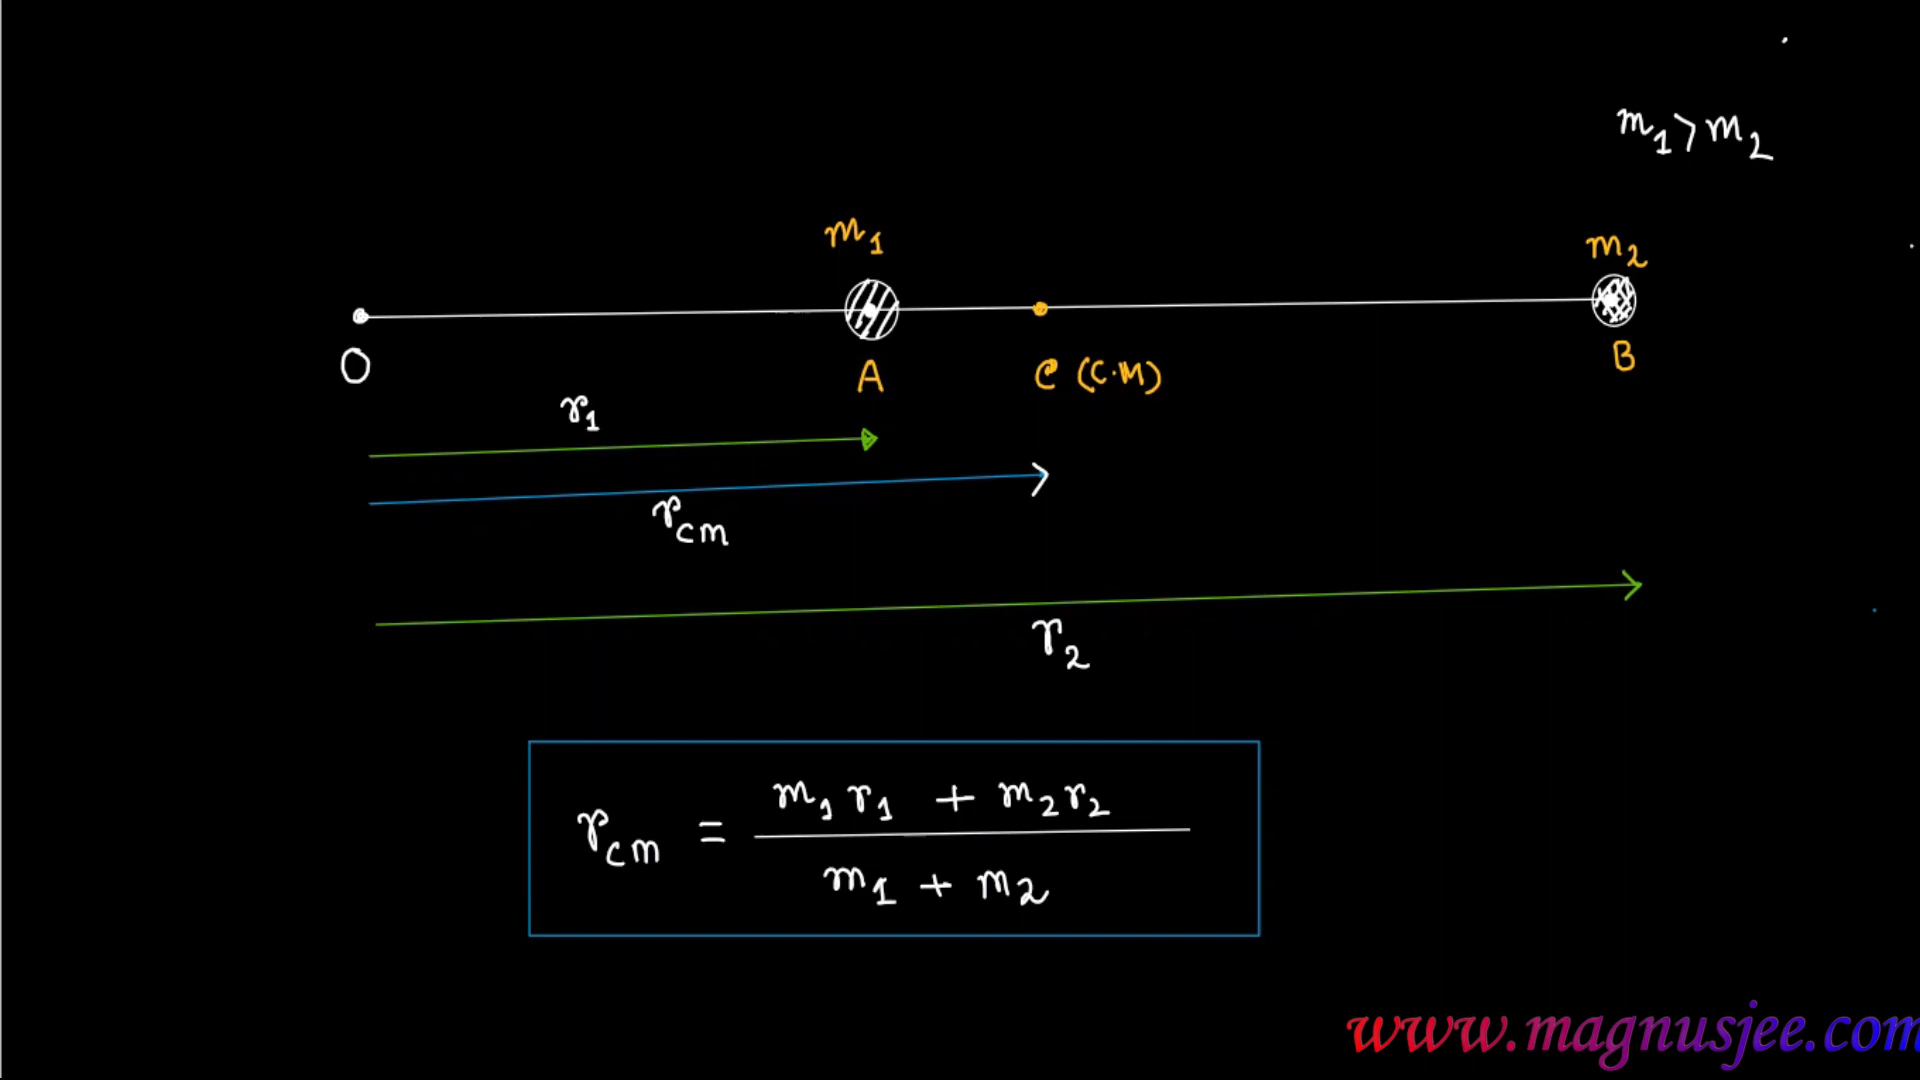 m₁ > m₂
m₁
m₂
O
A
C (C.M)
B
r₁
r_cm
r₂
r_cm = (m₁r₁ + m₂r₂) / (m₁ + m₂)
www.magnusjee.com